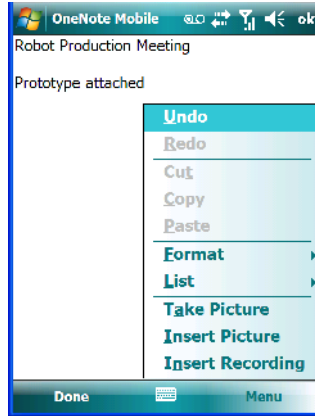 OneNote Mobile ok
Robot Production Meeting
Prototype attached
Undo
Redo
Cut
Copy
Paste
Format
List
Take Picture
Insert Picture
Insert Recording
Done Menu